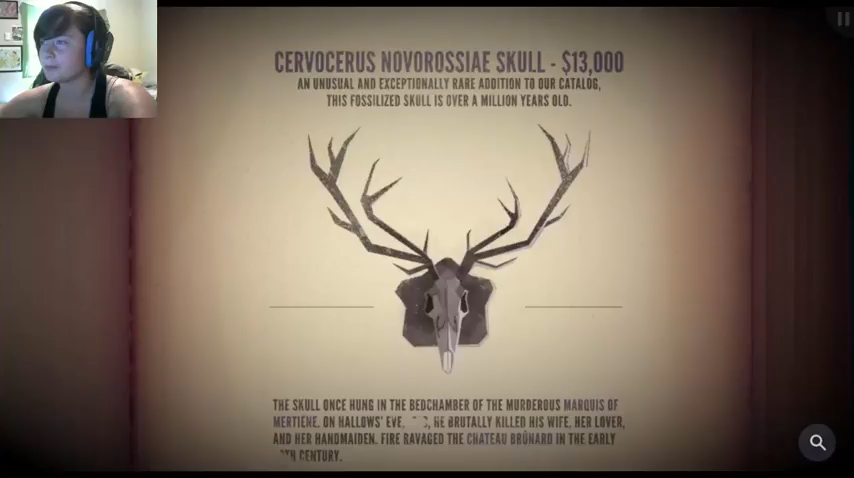 CERVOCERUS NOVOROSSIAE SKULL - $13,000
AN UNUSUAL AND EXCEPTIONALLY RARE ADDITION TO OUR CATALOG,
THIS FOSSILIZED SKULL IS OVER A MILLION YEARS OLD.
THE SKULL ONCE HUNG IN THE BEDCHAMBER OF THE MURDEROUS MARQUIS OF
MERTIENE. ON HALLOWS' EVE, HE BRUTALLY KILLED HIS WIFE, HER LOVER,
AND HER HANDMAIDEN. FIRE RAVAGED THE CHATEAU BRÛNARD IN THE EARLY
CENTURY.